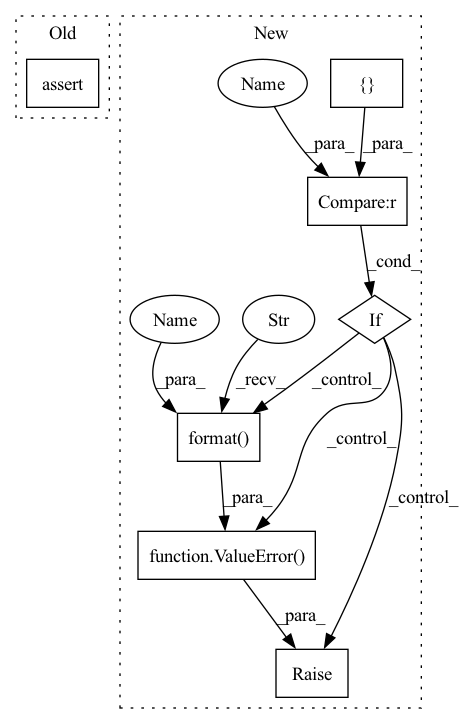 Old
New
assert
Name
{}
_para_
_para_
Compare:r
_cond_
Name
Str
If
_para_
_recv_
_control_
format()
_control_
_para_
_control_
function.ValueError()
_para_
Raise